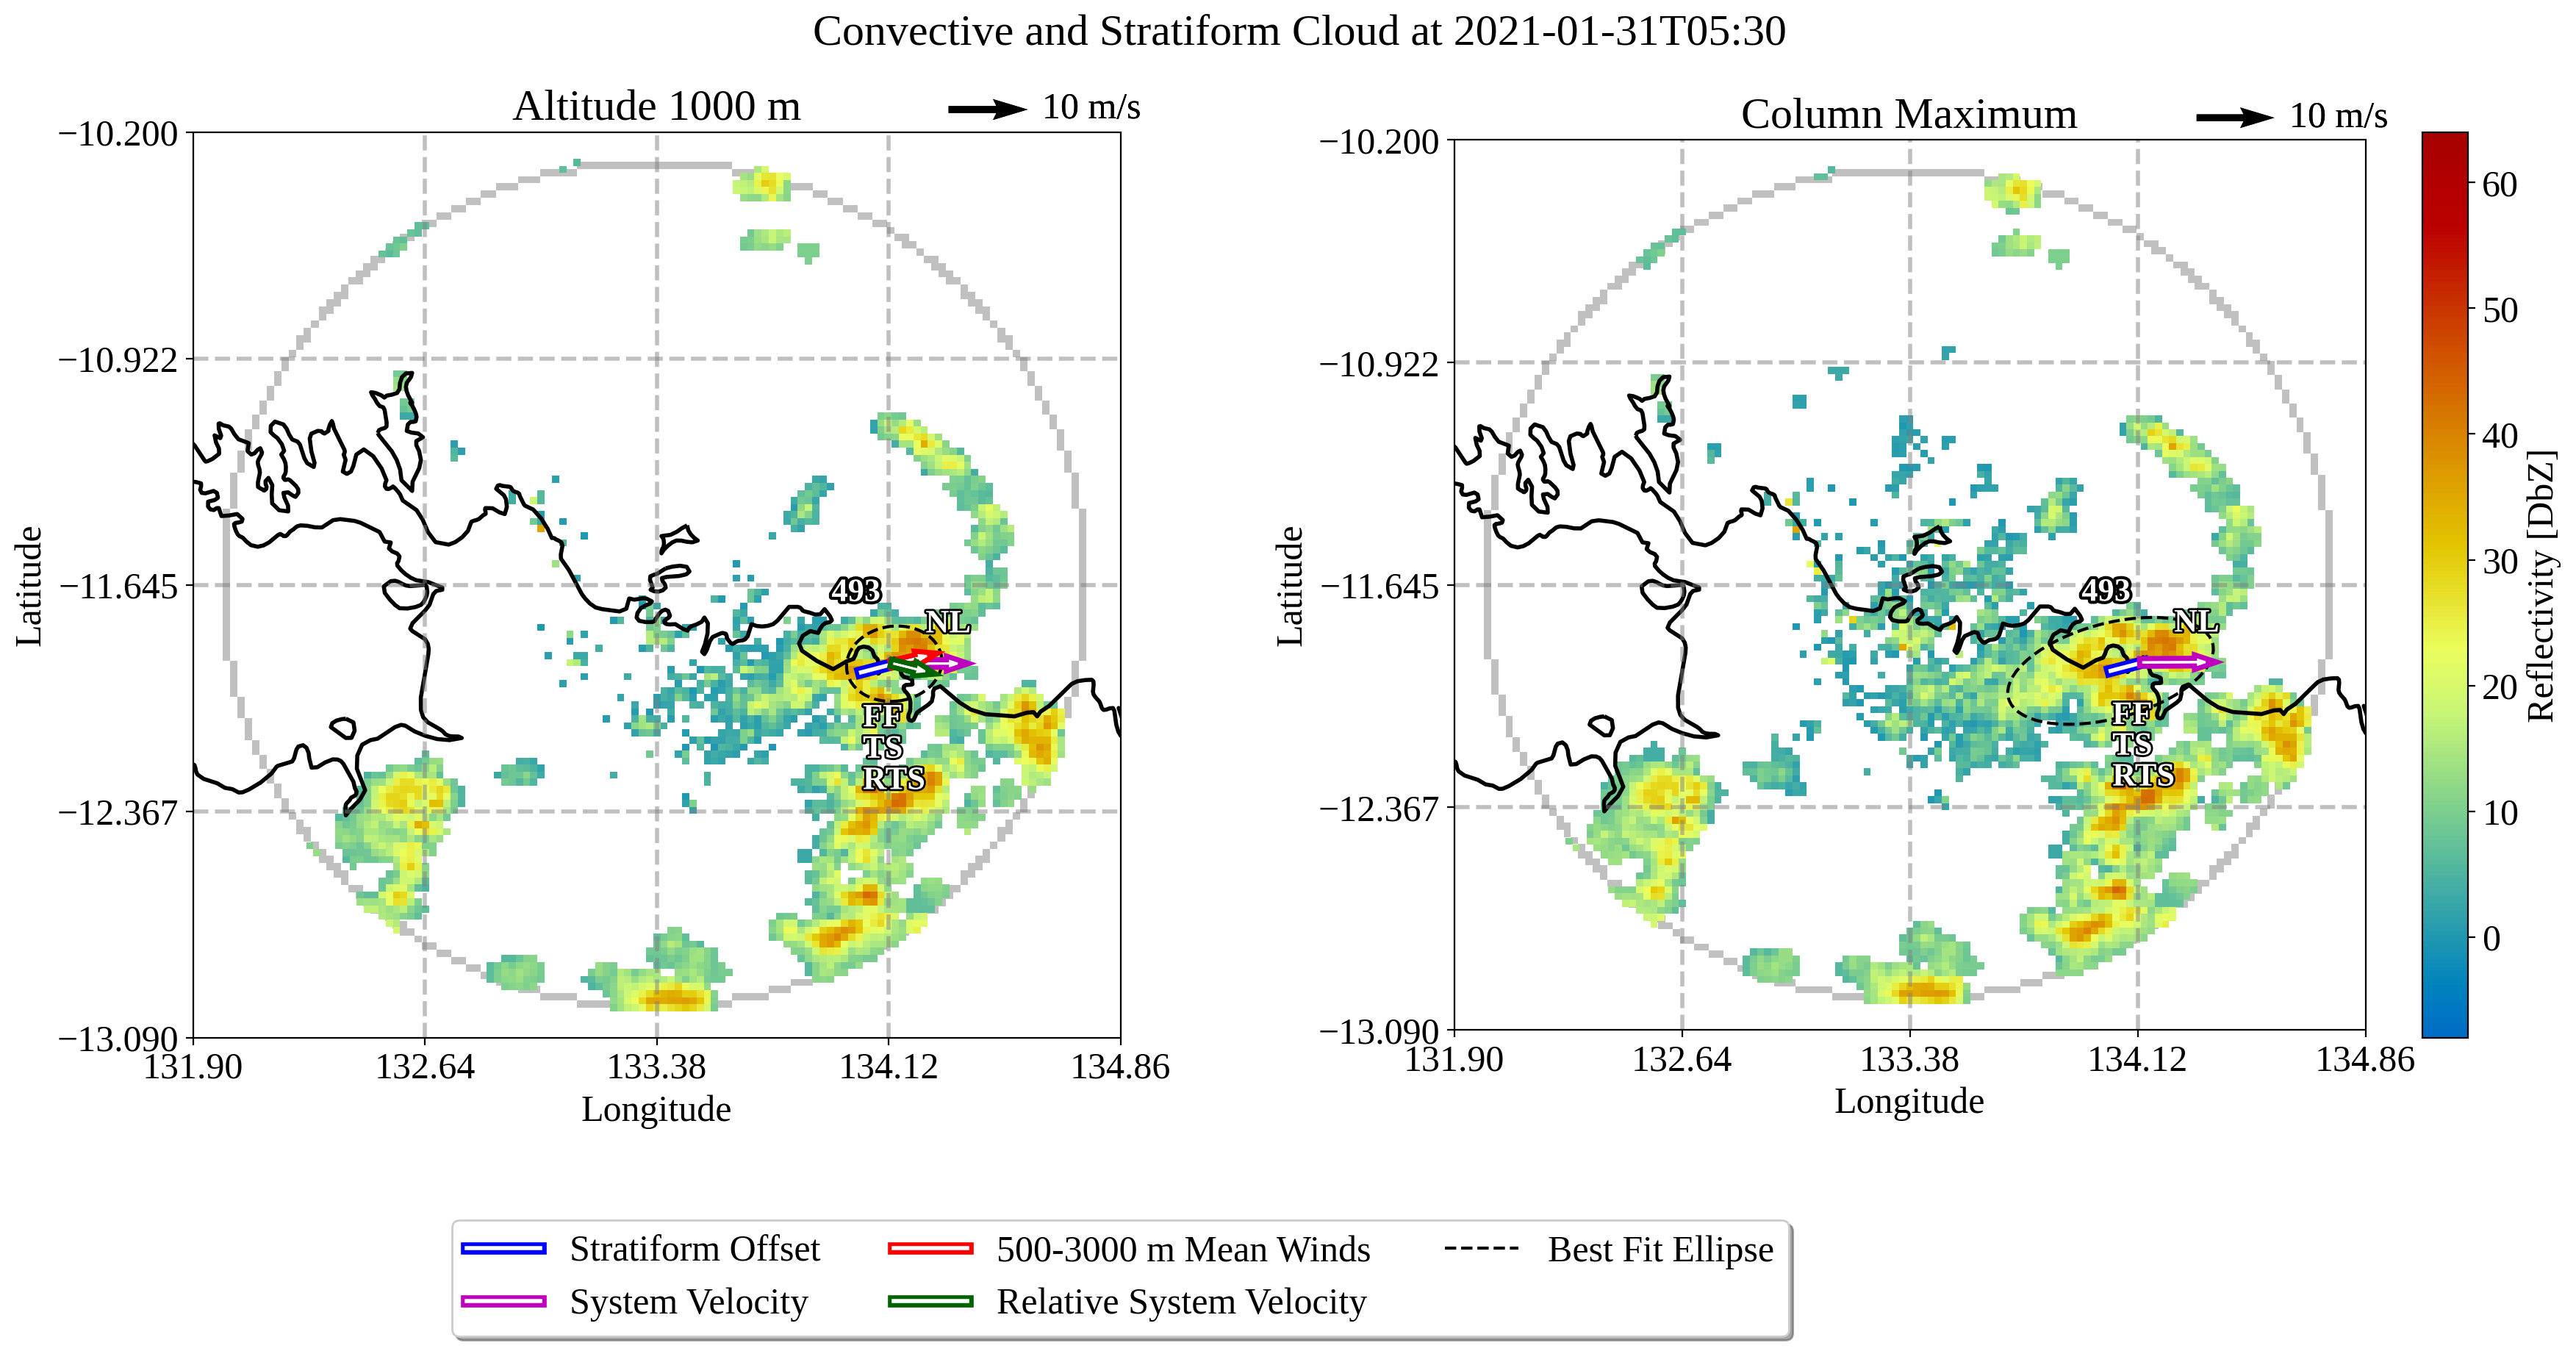 Convective and Stratiform Cloud at 2021-01-31T05:30
Altitude 1000 m
10 m/s
−10.200
−10.922
−11.645
−12.367
−13.090
131.90
132.64
133.38
134.12
134.86
Latitude
Longitude
493
NL
FF
TS
RTS
Column Maximum
10 m/s
−10.200
−10.922
−11.645
−12.367
−13.090
131.90
132.64
133.38
134.12
134.86
Latitude
Longitude
493
NL
FF
TS
RTS
60
50
40
30
20
10
0
Reflectivity [DbZ]
Stratiform Offset
System Velocity
500-3000 m Mean Winds
Relative System Velocity
Best Fit Ellipse